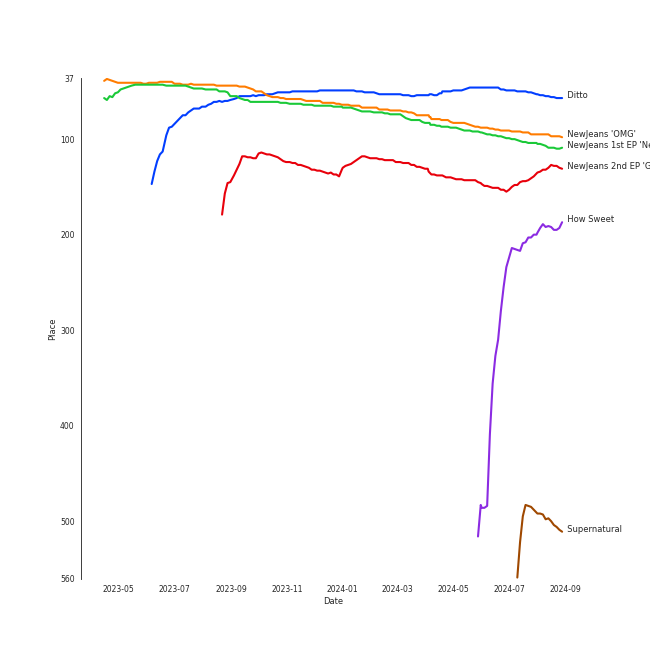 37
Ditto
NewJeans 'OMG'
100
NewJeans 1st EP 'Ne
NewJeans 2nd EP 'G
200
How Sweet
Place
300
400
500
Supernatural
560
2023-05 2023-07 2023-09 2023-11 2024-01 2024-03 2024-05 2024-07 2024-09
Date